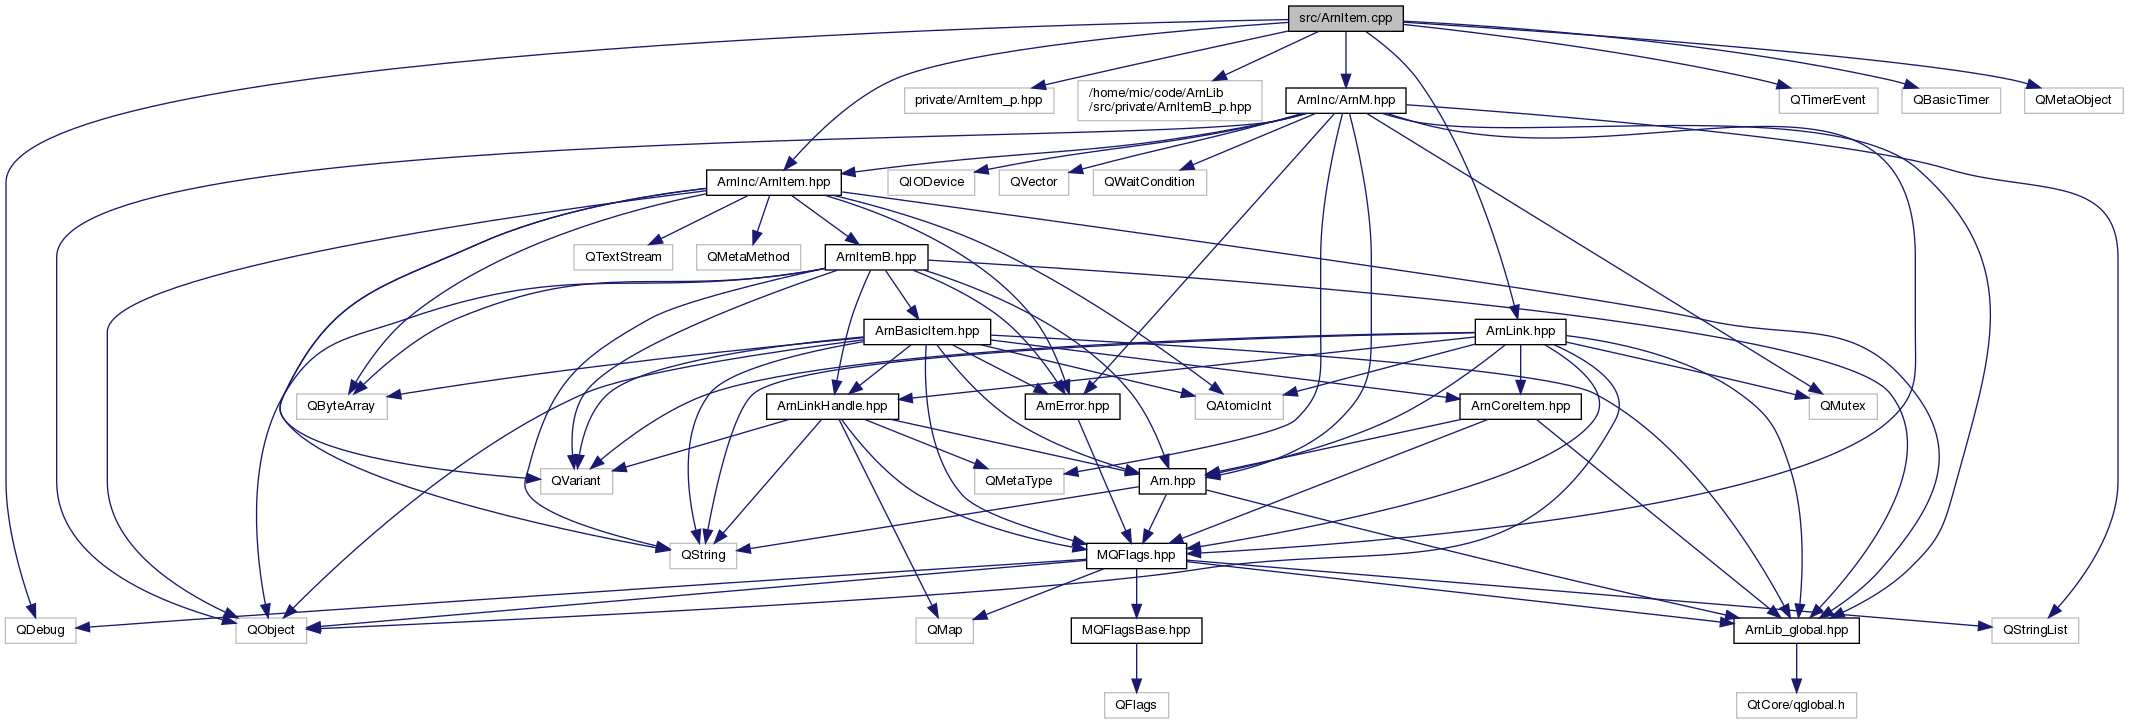 src/ArnItem.cpp
private/ArnItem_p.hpp
/home/mic/code/ArnLib
/src/private/ArnItemB_p.hpp
ArnInc/ArnM.hpp
QTimerEvent
QBasicTimer
QMetaObject
ArnInc/ArnItem.hpp
QIODevice
QVector
QWaitCondition
QTextStream
QMetaMethod
ArnItemB.hpp
ArnBasicItem.hpp
ArnLink.hpp
QByteArray
ArnLinkHandle.hpp
ArnError.hpp
QAtomicInt
ArnCoreItem.hpp
QMutex
QVariant
QMetaType
Arn.hpp
QString
MQFlags.hpp
QDebug
QObject
QMap
MQFlagsBase.hpp
ArnLib_global.hpp
QStringList
QFlags
QtCore/qglobal.h